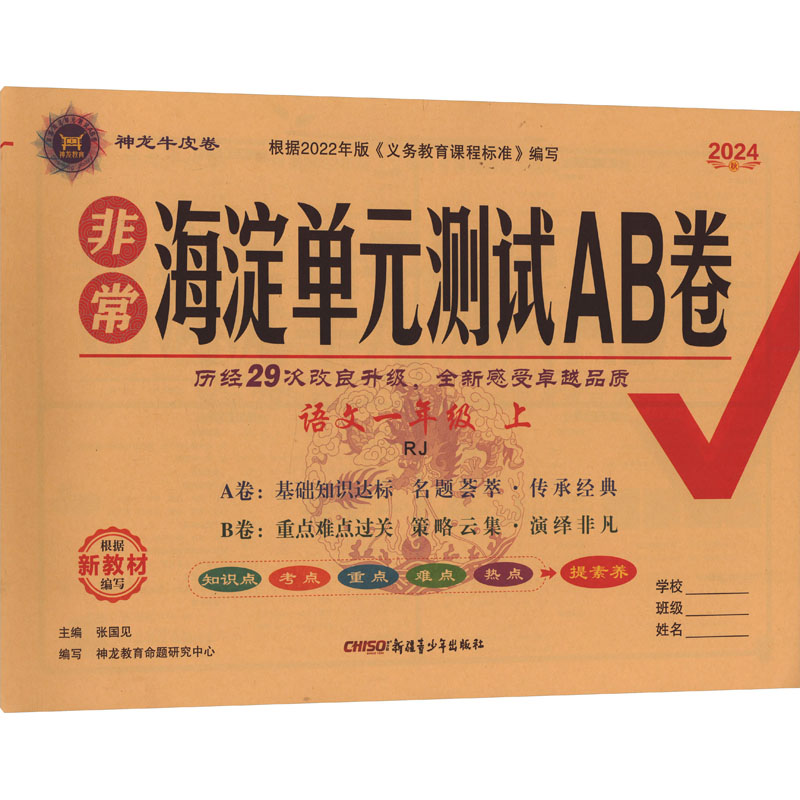 神龙教育
神龙牛皮卷
根据2022年版《义务教育课程标准》编写
2024
秋
非常
海淀单元测试AB卷
历经29次改良升级,全新感受卓越品质
语文一年级 上
RJ
A卷:基础知识达标 名题荟萃·传承经典
B卷:重点难点过关 策略云集·演绎非凡
根据
新教材
编写
知识点 考点 重点 难点 热点 提素养
学校
班级
姓名
主编 张国见
编写 神龙教育命题研究中心
CHISO 新疆青少年出版社